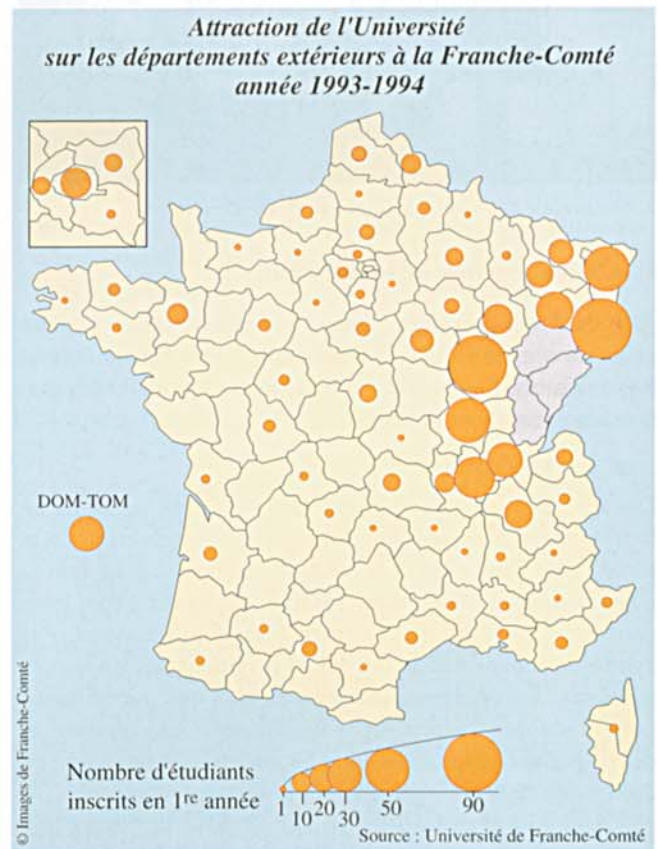 Attraction de l'Université
sur les départements extérieurs à la Franche-Comté
année 1993-1994
DOM-TOM
Nombre d'étudiants
inscrits en 1re année
1 10 20 30 50 90
Source : Université de Franche-Comté
© Images de Franche-Comté